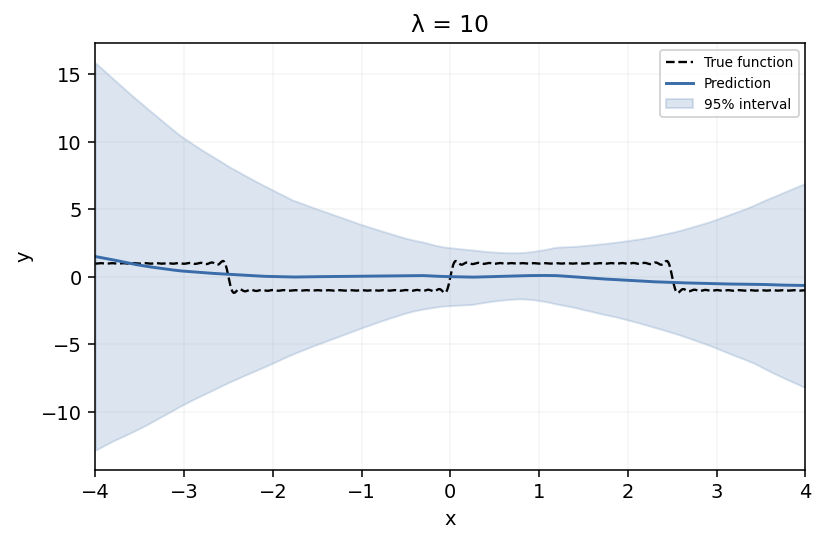 λ = 10
True function
Prediction
95% interval
15
10
5
0
−5
−10
y
−4 −3 −2 −1 0 1 2 3 4
x